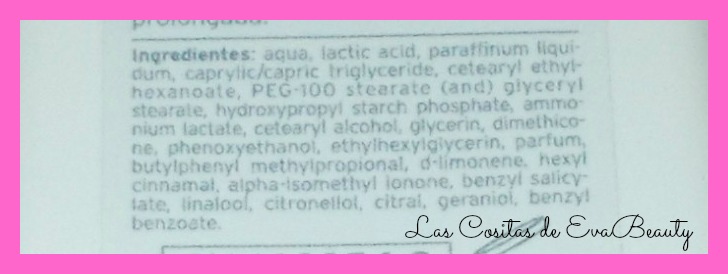 prolongada.
Ingredientes: aqua, lactic acid, paraffinum liqui-
dum, caprylic/capric triglyceride, cetearyl ethyl-
hexanoate, PEG-100 stearate (and) glyceryl
stearate, hydroxypropyl starch phosphate, ammo-
nium lactate, cetearyl alcohol, glycerin, dimethico-
ne, phenoxyethanol, ethylhexylglycerin, parfum,
butylphenyl methylpropional, d-limonene, hexyl
cinnamal, alpha-isomethyl ionone, benzyl salicy-
late, linalool, citronellol, citral, geraniol, benzyl
benzoate.
Las Cositas de EvaBeauty